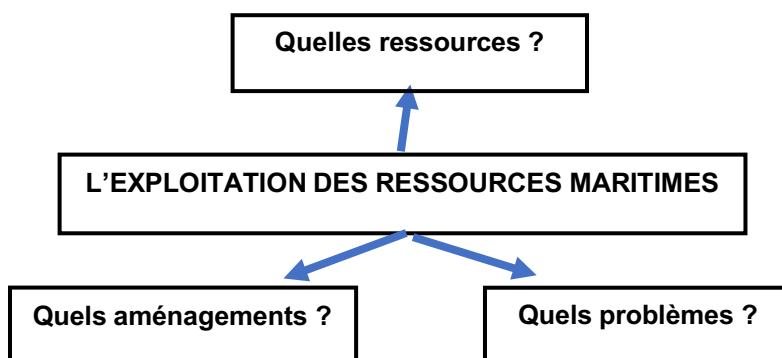 Quelles ressources ?
L’EXPLOITATION DES RESSOURCES MARITIMES
Quels aménagements ?
Quels problèmes ?